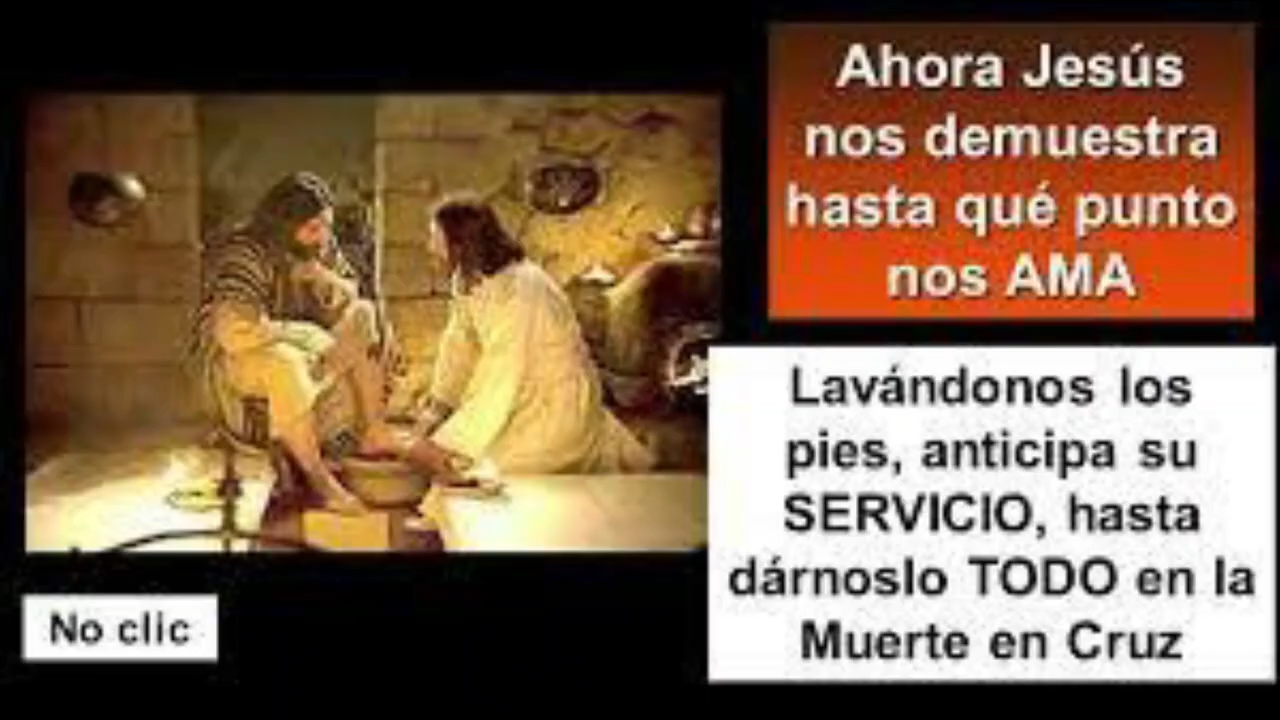 Ahora Jesús
nos demuestra
hasta qué punto
nos AMA
Lavándonos los
pies, anticipa su
SERVICIO, hasta
dárnoslo TODO en la
Muerte en Cruz
No clic